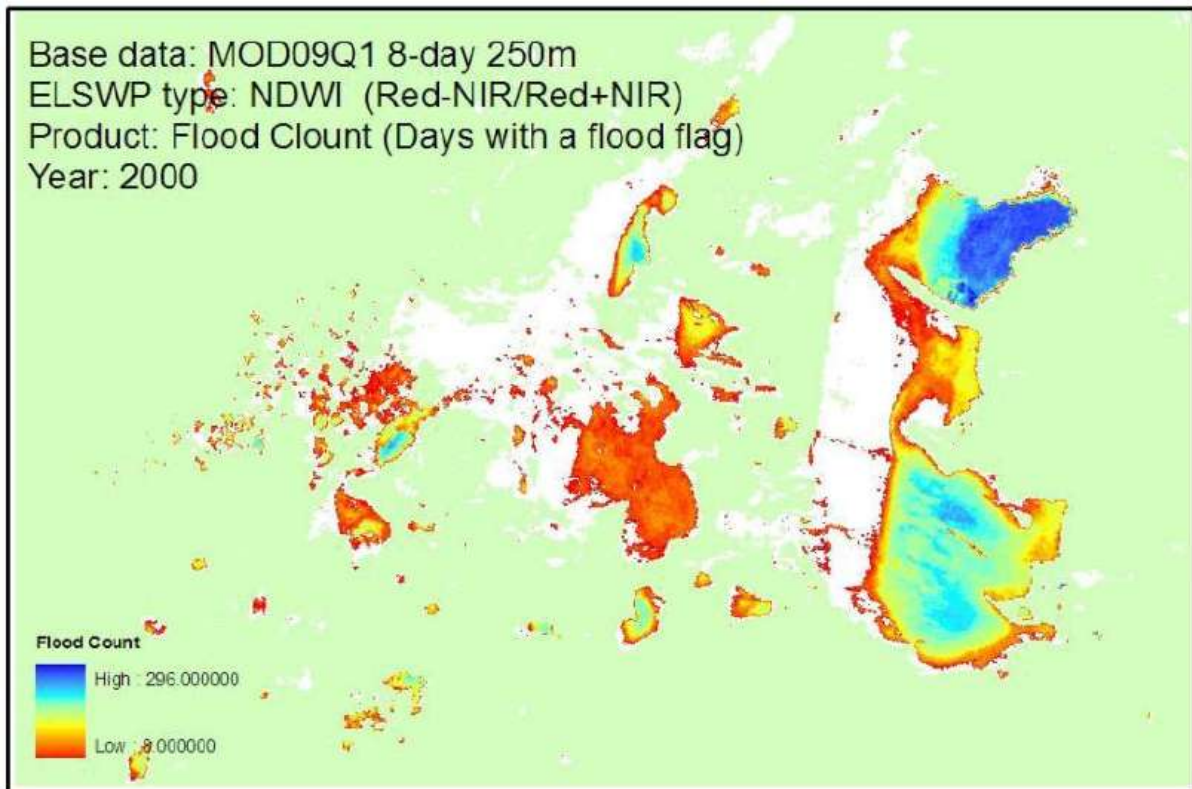 Base data: MOD09Q1 8-day 250m
ELSWP type: NDWI (Red-NIR/Red+NIR)
Product: Flood Clount (Days with a flood flag)
Year: 2000
Flood Count
High : 296.000000
Low : 8.000000